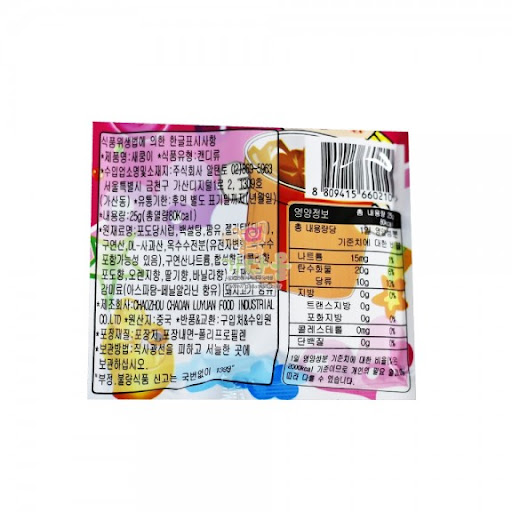 식품위생법에 의한 한글표시사항
•제품명:새콩이 •식품유형:캔디류
•수입업소명및소재지:주식회사 알앤토 02)869-5963
서울특별시 금천구 가산디지털1로 2, 1309호
(가산동) •유통기한:후면 별도 표기일까지(년월일)
•내용량:25g(총열량80Kcal)
•원재료명:포도당시럽, 백설탕, 팜유, 젤라틴
구연산, DL-사과산, 옥수수전분(유전자변형 옥수수
포함가능성 있음), 구연산나트륨, 합성착향료
포도향, 오렌지향, 딸기향, 바닐라향
감미료(아스파탐-페닐알라닌 함유) 돼지고기 함유
•제조회사:CHAOZHOU CHAOAN LUYUAN FOOD INDUSTRIAL
CO.,LTD •원산지:중국 •반품&교환:구입처&수입원
•포장재질:포장지 포장내면-폴리프로필렌
•보관방법:직사광선을 피하고 서늘한 곳에
보관하십시오.
•부정,불량식품 신고는 국번없이 1399
8 809415 660210
영양정보 총 내용량 25g
80kcal
총 내용량당 1일 영양성분
기준치에 대한 비율
나트륨 15mg
탄수화물 20g 6%
당류 10g
지방 0g
트랜스지방 0g
포화지방 0g
콜레스테롤 0mg
단백질 0g
1일 영양성분 기준치에 대한 비율(%)은
2000kcal 기준이므로 개인의 필요 열량에
따라 다를 수 있습니다.